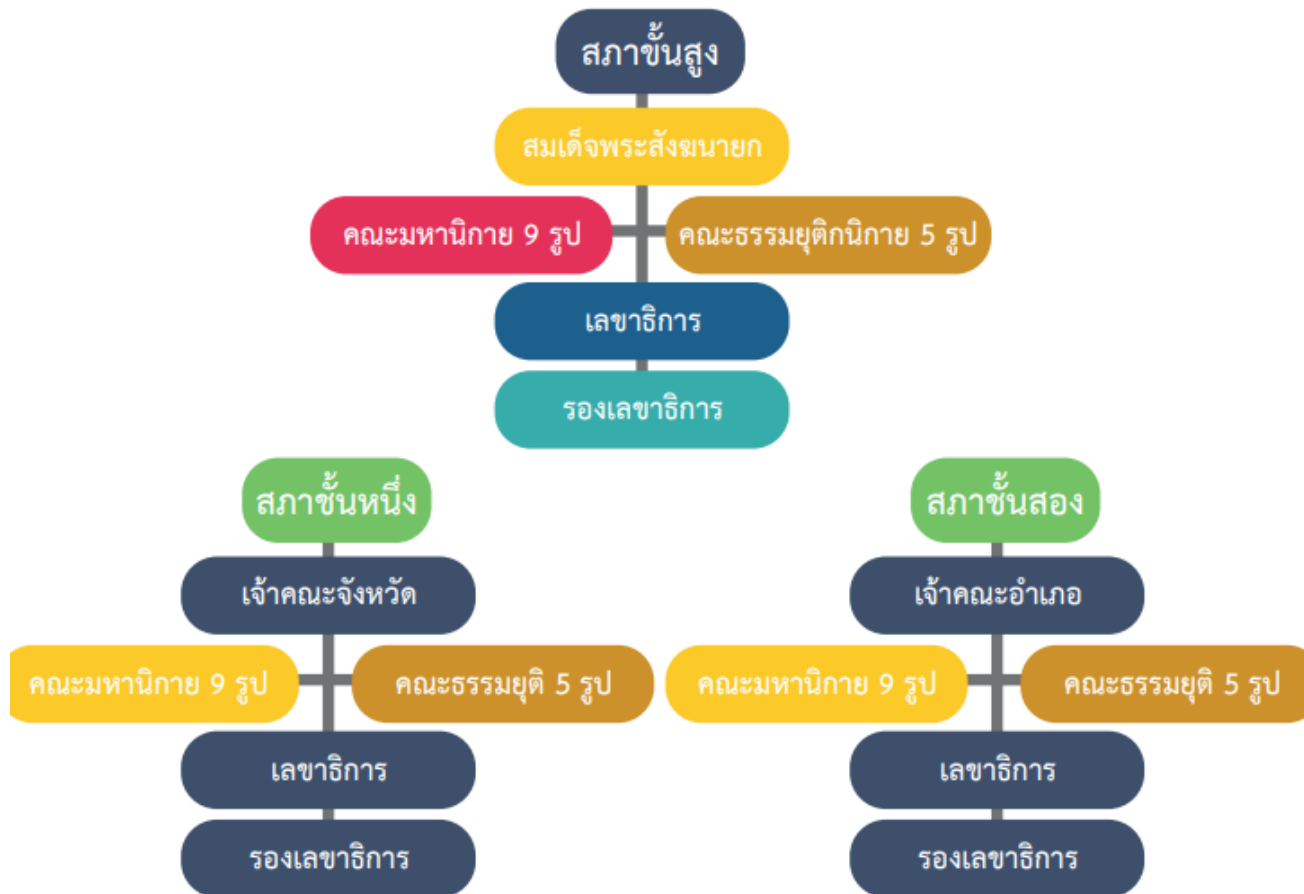 สภาขั้นสูง
สมเด็จพระสังฆนายก
คณะมหานิกาย 9 รูป
คณะธรรมยุติกนิกาย 5 รูป
เลขาธิการ
รองเลขาธิการ
สภาชั้นหนึ่ง
เจ้าคณะจังหวัด
คณะมหานิกาย 9 รูป
คณะธรรมยุติ 5 รูป
เลขาธิการ
รองเลขาธิการ
สภาชั้นสอง
เจ้าคณะอำเภอ
คณะมหานิกาย 9 รูป
คณะธรรมยุติ 5 รูป
เลขาธิการ
รองเลขาธิการ